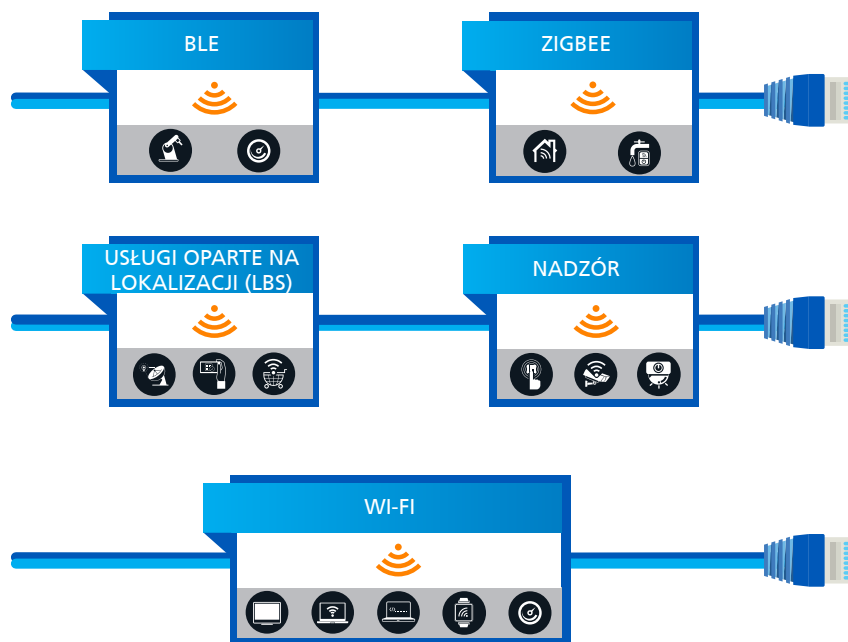 BLE
ZIGBEE
USŁUGI OPARTE NA
LOKALIZACJI (LBS)
NADZÓR
WI-FI